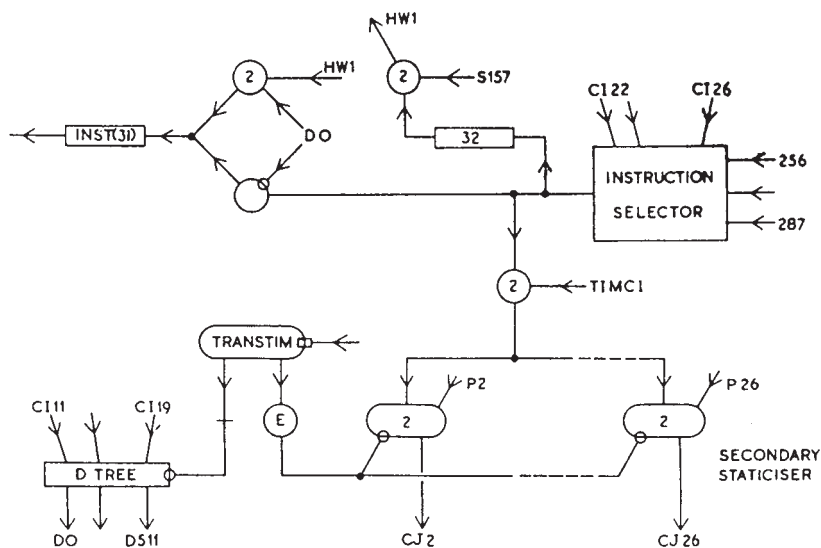 HW1
2
HW1
2
S157
CI22
CI26
INST(31)
DO
32
256
INSTRUCTION
SELECTOR
287
2
TIMCI
TRANSTIM
P2
P26
CI11
CI19
E
2
2
D TREE
SECONDARY
STATICISER
DO
D511
CJ2
CJ26